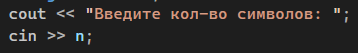 cout << "Введите кол-во символов: ";
cin >> n;